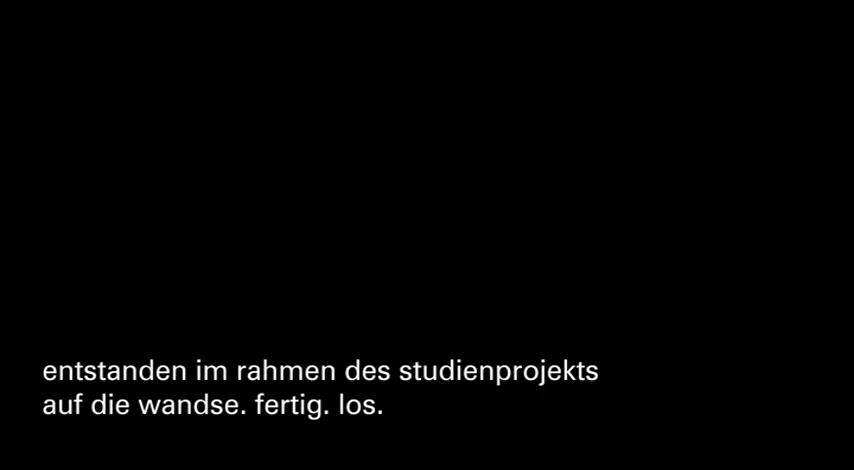 entstanden im rahmen des studienprojekts
auf die wandse. fertig. los.